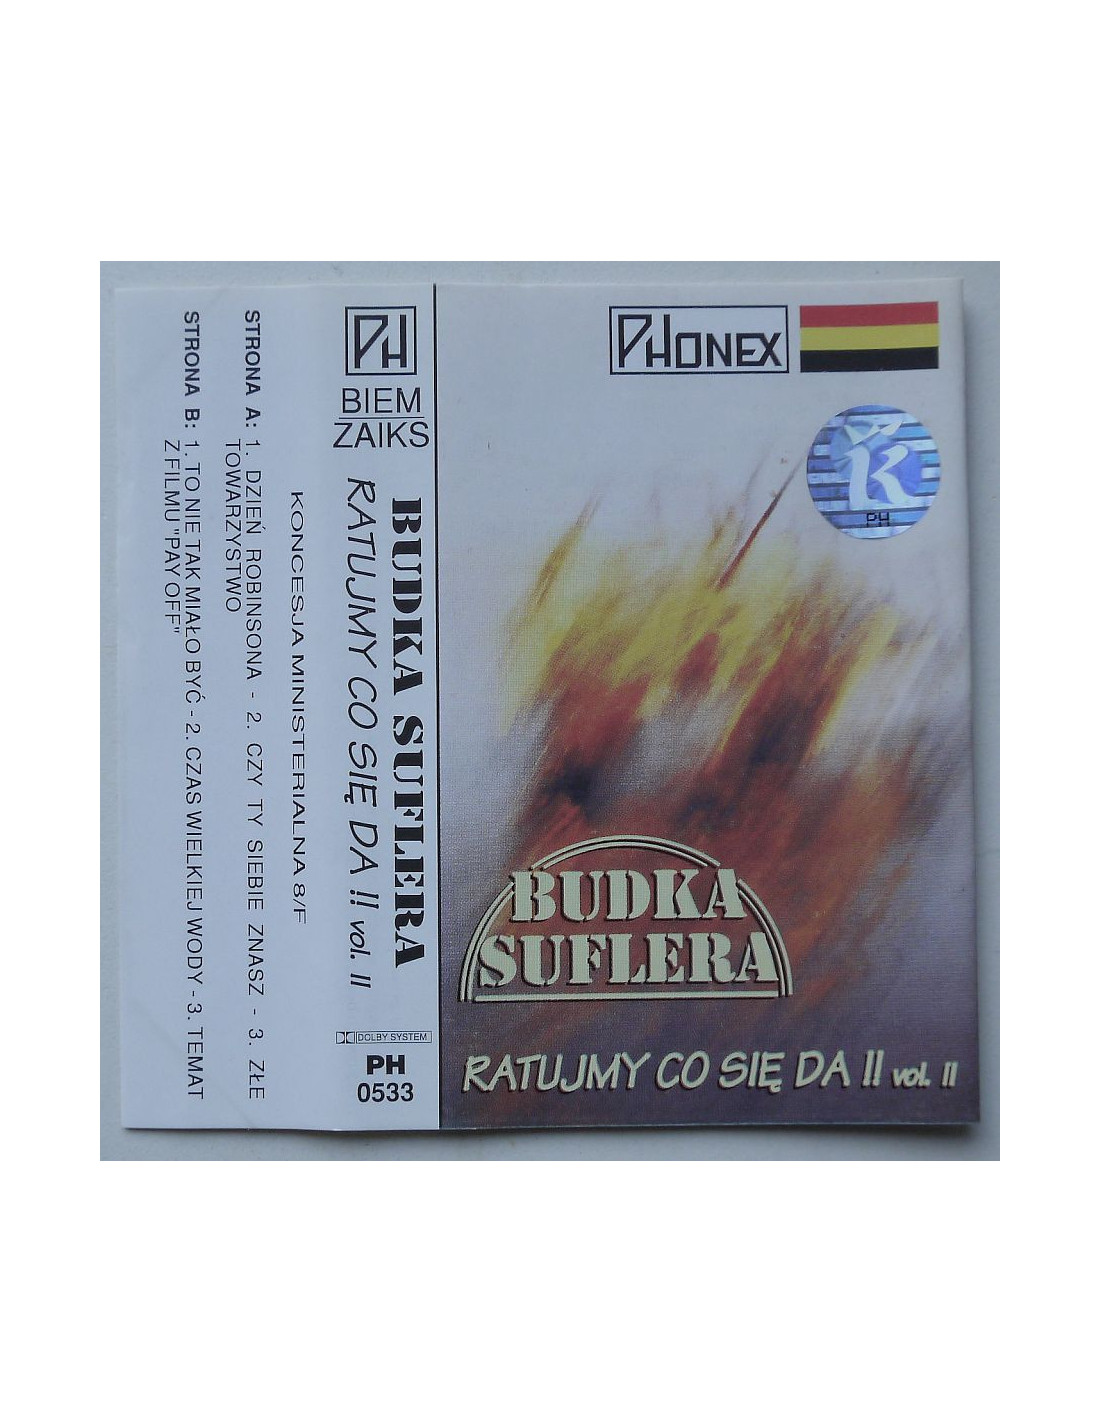 STRONA A: 1. DZIEŃ ROBINSONA - 2. CZY TY SIEBIE ZNASZ - 3. ZŁE
TOWARZYSTWO
STRONA B: 1. TO NIE TAK MIAŁO BYĆ - 2. CZAS WIELKIEJ WODY - 3. TEMAT
Z FILMU "PAY OFF"
KONCESJA MINISTERIALNA 8/F
PH
BIEM
ZAIKS
BUDKA SUFLERA
RATUJMY CO SIĘ DA !! vol. II
DOLBY SYSTEM
PH
0533
PHONEX
K
PH
BUDKA
SUFLERA
RATUJMY CO SIĘ DA !! vol. II